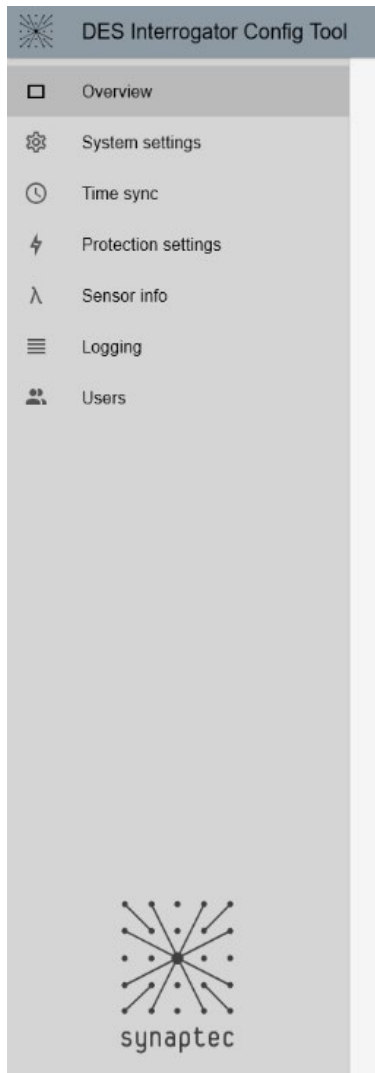 DES Interrogator Config Tool
Overview
System settings
Time sync
Protection settings
λ Sensor info
Logging
Users
synaptec